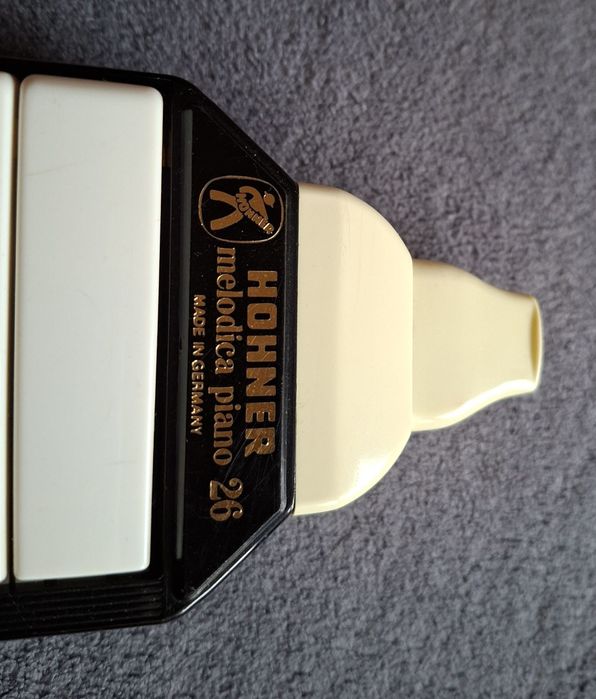 HOHNER
HOHNER
melodica piano 26
MADE IN GERMANY